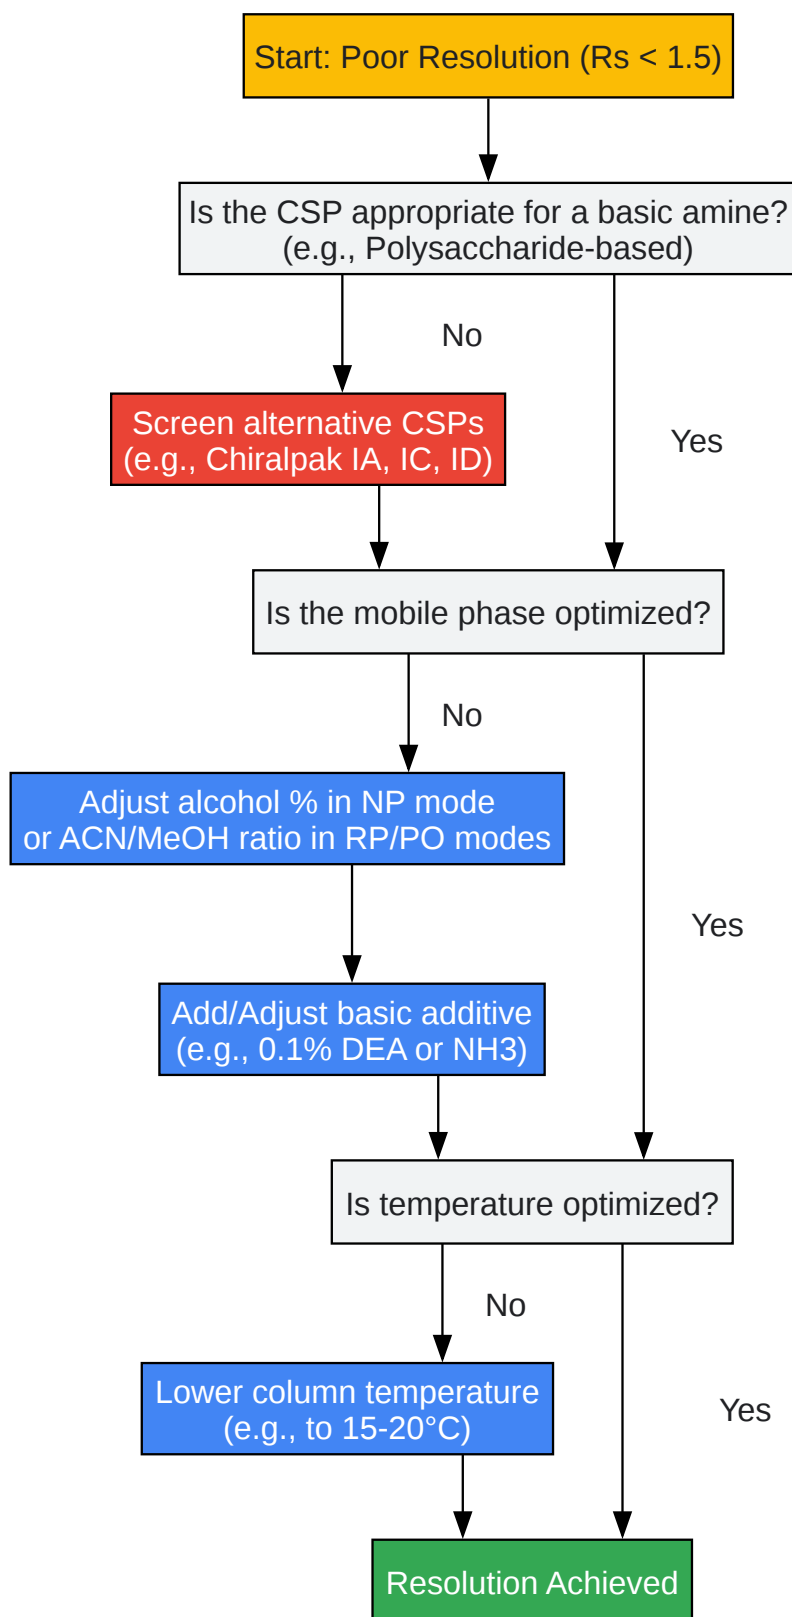 Start: Poor Resolution (Rs < 1.5)
Is the CSP appropriate for a basic amine?
(e.g., Polysaccharide-based)
No
Screen alternative CSPs
(e.g., Chiralpak IA, IC, ID)
Yes
Is the mobile phase optimized?
No
Adjust alcohol % in NP mode
or ACN/MeOH ratio in RP/PO modes
Yes
Add/Adjust basic additive
(e.g., 0.1% DEA or NH3)
Is temperature optimized?
No
Lower column temperature
(e.g., to 15-20°C)
Yes
Resolution Achieved